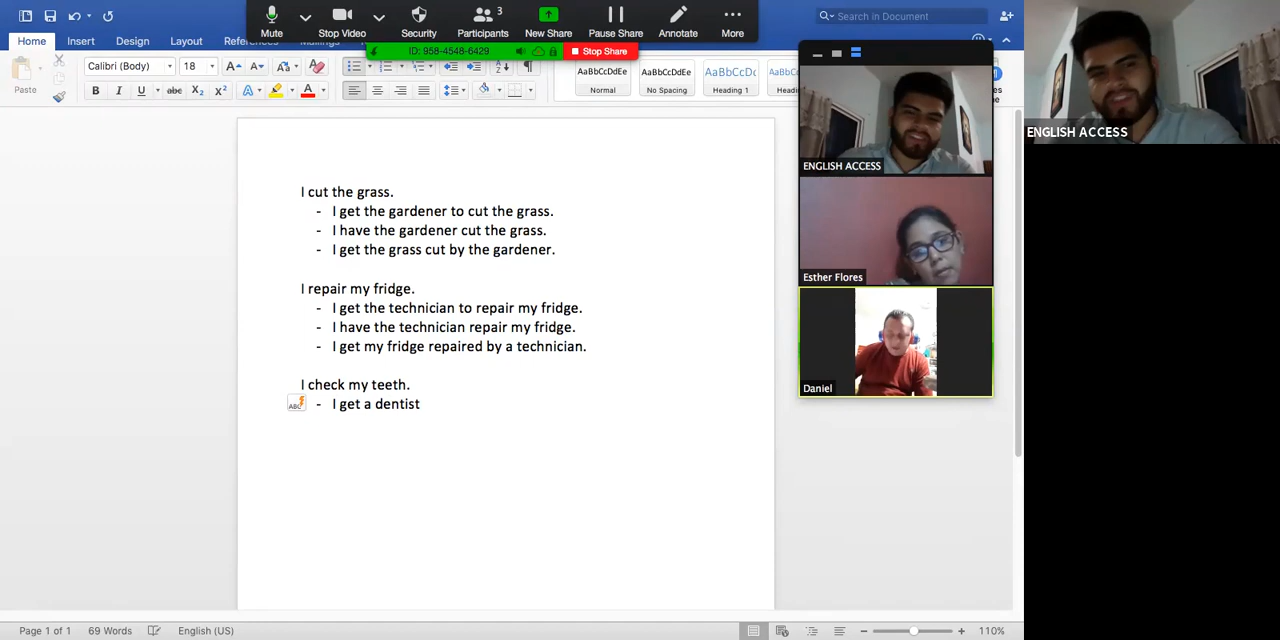 Mute
Stop Video
Security
3
Participants
New Share
Pause Share
Annotate
More
ID: 958-4548-6429
Stop Share
Search in Document
Home
Insert
Design
Layout
Paste
Calibri (Body)
18
AaBbCcDdEe
Normal
AaBbCcDdEe
No Spacing
AaBbCcDc
Heading 1
ENGLISH ACCESS
Esther Flores
Daniel
ENGLISH ACCESS
I cut the grass.
- I get the gardener to cut the grass.
- I have the gardener cut the grass.
- I get the grass cut by the gardener.
I repair my fridge.
- I get the technician to repair my fridge.
- I have the technician repair my fridge.
- I get my fridge repaired by a technician.
I check my teeth.
- I get a dentist
Page 1 of 1
69 Words
English (US)
110%